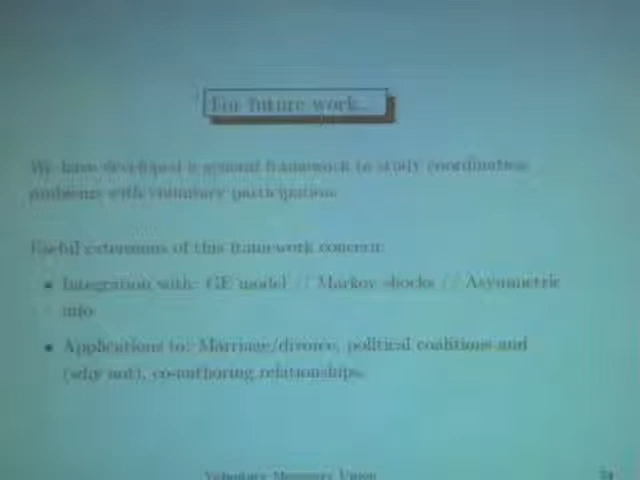 For future work...
We have developed a general framework to study coordination
problems with voluntary participation.
Useful extensions of this framework concern:
• Integration with: GE model // Markov shocks // Asymmetric
info
• Applications to: Marriage/divorce, political coalitions and
(why not), co-authoring relationships.
Voluntary Monetary Union